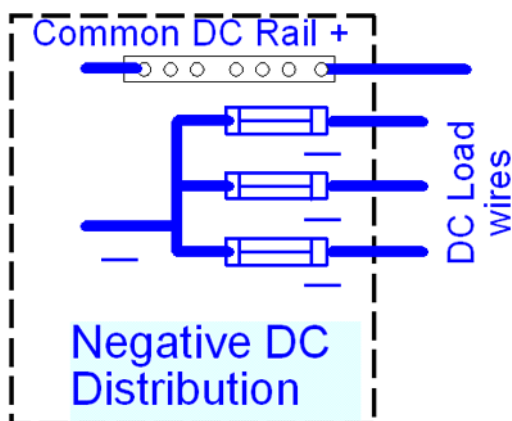 Common DC Rail +
DC Load
wires
Negative DC
Distribution